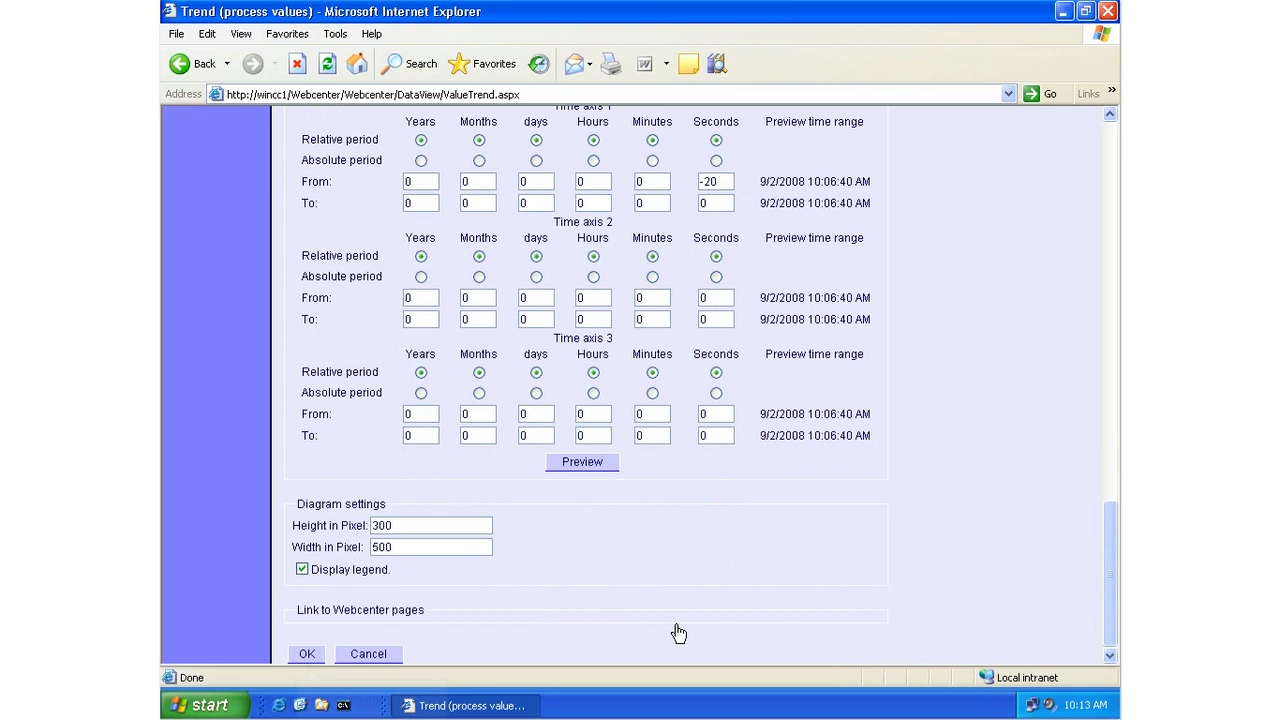 Trend (process values) - Microsoft Internet Explorer
File Edit View Favorites Tools Help
Back Search Favorites
Address http://wincc1/Webcenter/Webcenter/DataView/ValueTrend.aspx Go Links »
Time axis 1
Years Months days Hours Minutes Seconds Preview time range
Relative period
Absolute period
From: 0 0 0 0 0 -20 9/2/2008 10:06:40 AM
To: 0 0 0 0 0 0 9/2/2008 10:06:40 AM
Time axis 2
Years Months days Hours Minutes Seconds Preview time range
Relative period
Absolute period
From: 0 0 0 0 0 0 9/2/2008 10:06:40 AM
To: 0 0 0 0 0 0 9/2/2008 10:06:40 AM
Time axis 3
Years Months days Hours Minutes Seconds Preview time range
Relative period
Absolute period
From: 0 0 0 0 0 0 9/2/2008 10:06:40 AM
To: 0 0 0 0 0 0 9/2/2008 10:06:40 AM
Preview
Diagram settings
Height in Pixel: 300
Width in Pixel: 500
Display legend.
Link to Webcenter pages
OK Cancel
Done Local intranet
start Trend (process value... 10:13 AM